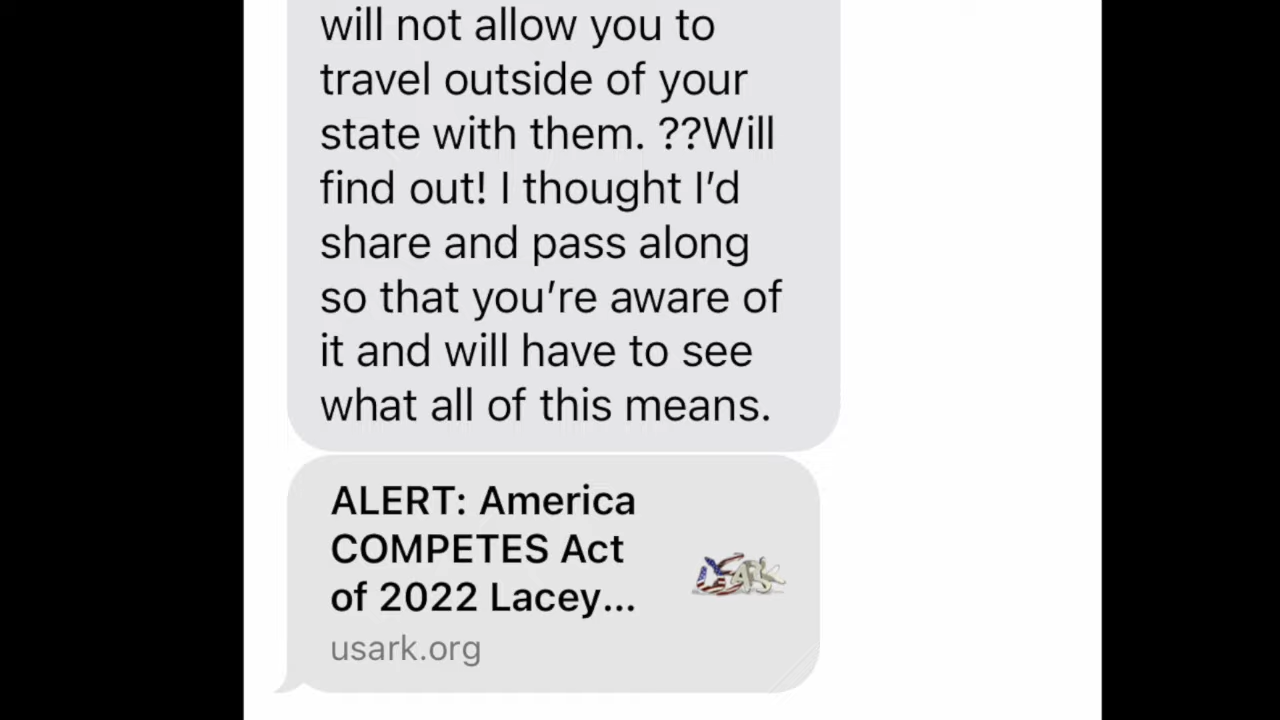 will not allow you to
travel outside of your
state with them. ??Will
find out! I thought I’d
share and pass along
so that you’re aware of
it and will have to see
what all of this means.
ALERT: America
COMPETES Act
of 2022 Lacey...
USARK
usark.org